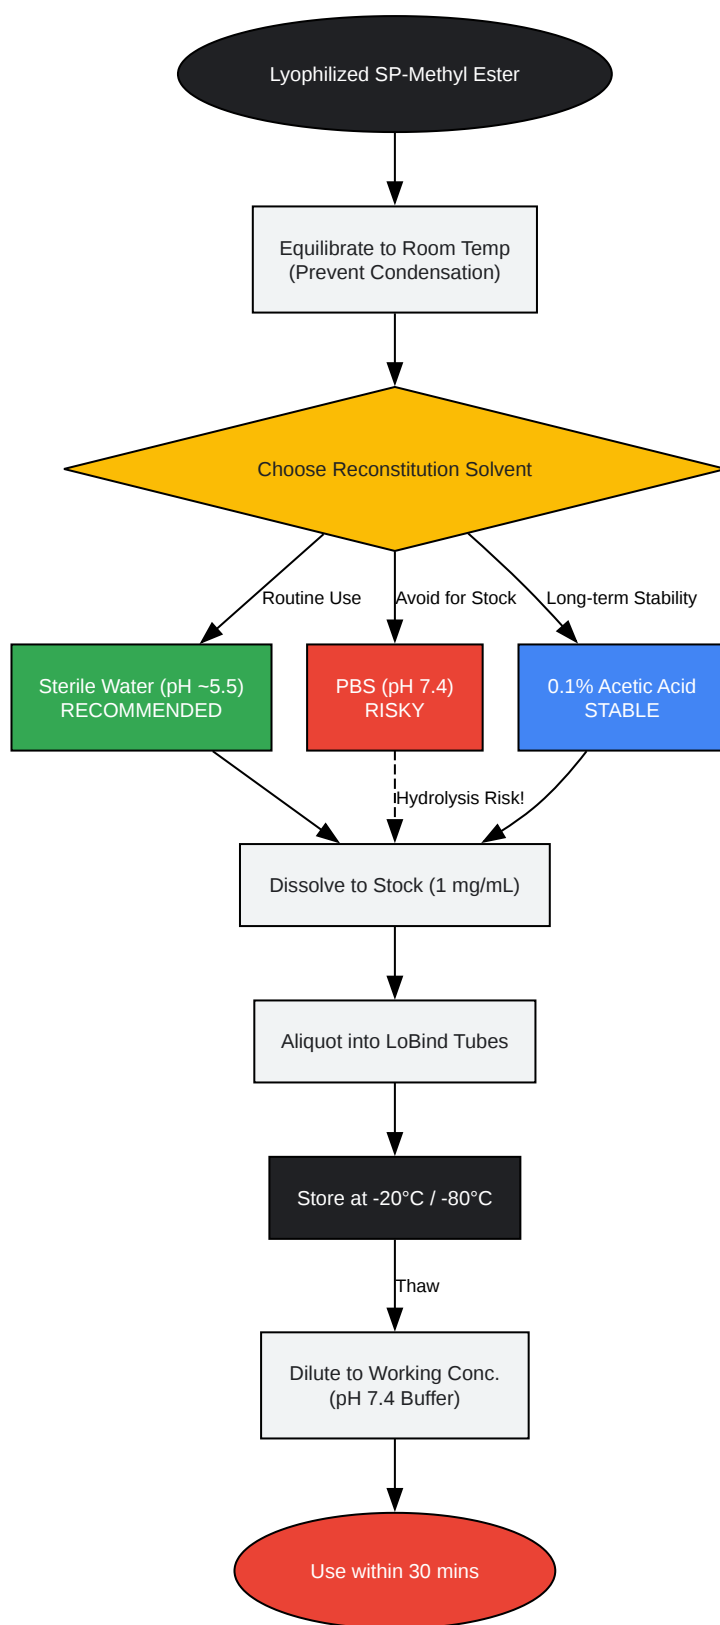 Lyophilized SP-Methyl Ester
Equilibrate to Room Temp
(Prevent Condensation)
Choose Reconstitution Solvent
Routine Use
Avoid for Stock
Long-term Stability
Sterile Water (pH ~5.5)
RECOMMENDED
PBS (pH 7.4)
RISKY
0.1% Acetic Acid
STABLE
Hydrolysis Risk!
Dissolve to Stock (1 mg/mL)
Aliquot into LoBind Tubes
Store at -20°C / -80°C
Thaw
Dilute to Working Conc.
(pH 7.4 Buffer)
Use within 30 mins